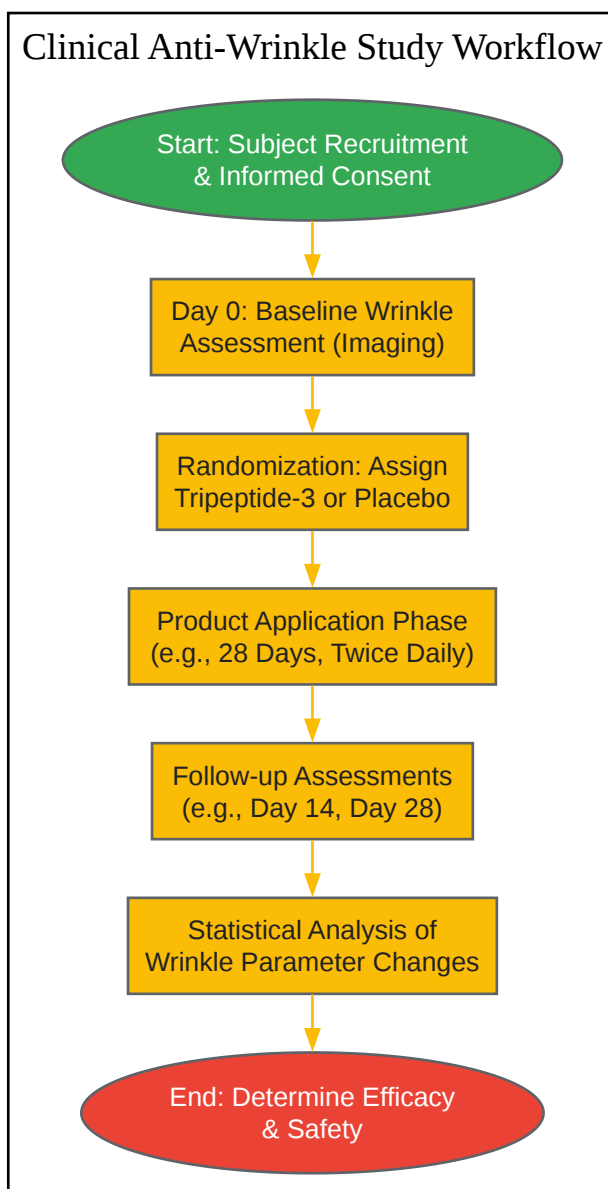 Clinical Anti-Wrinkle Study Workflow
Start: Subject Recruitment
& Informed Consent
Day 0: Baseline Wrinkle
Assessment (Imaging)
Randomization: Assign
Tripeptide-3 or Placebo
Product Application Phase
(e.g., 28 Days, Twice Daily)
Follow-up Assessments
(e.g., Day 14, Day 28)
Statistical Analysis of
Wrinkle Parameter Changes
End: Determine Efficacy
& Safety